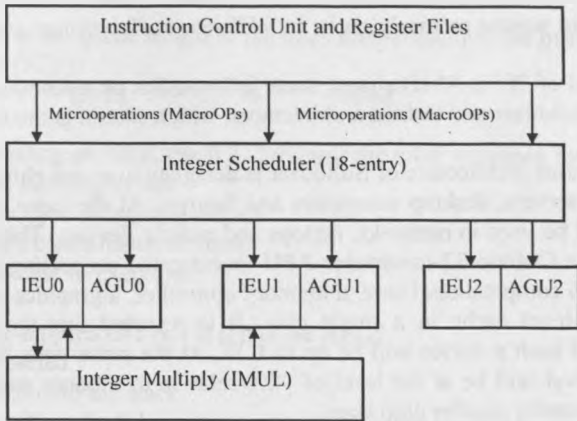 Instruction Control Unit and Register Files
Microoperations (MacroOPs) Microoperations (MacroOPs)
Integer Scheduler (18-entry)
IEU0 AGU0 IEU1 AGU1 IEU2 AGU2
Integer Multiply (IMUL)